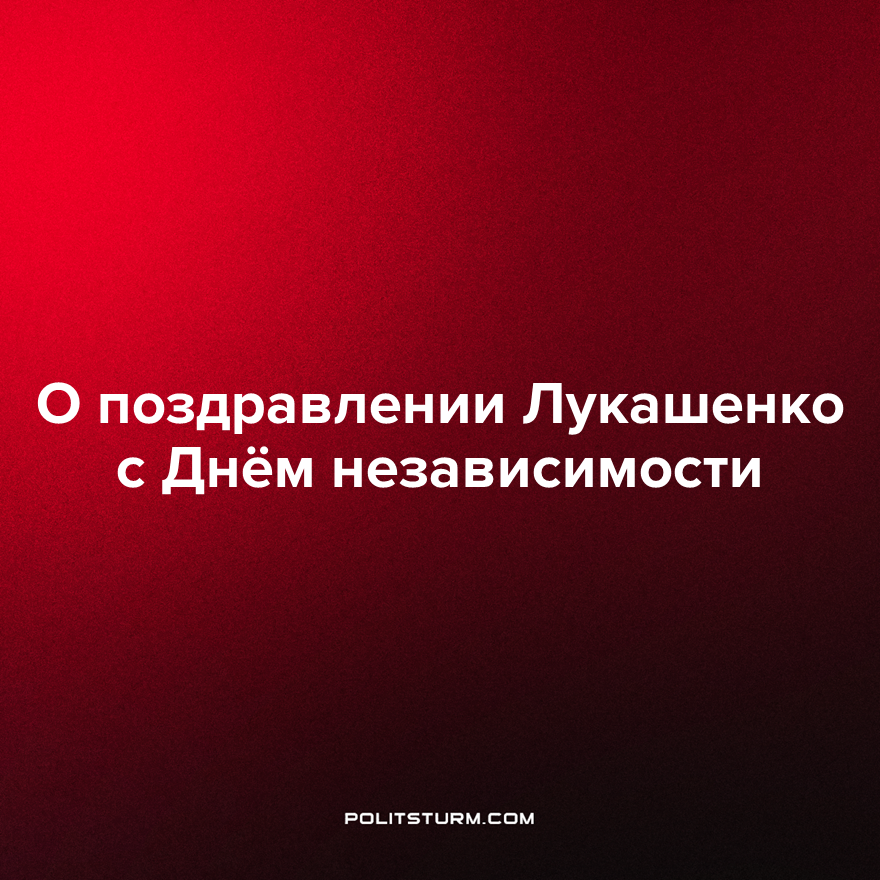 О поздравлении Лукашенко
с Днём независимости
POLITSTURM.COM